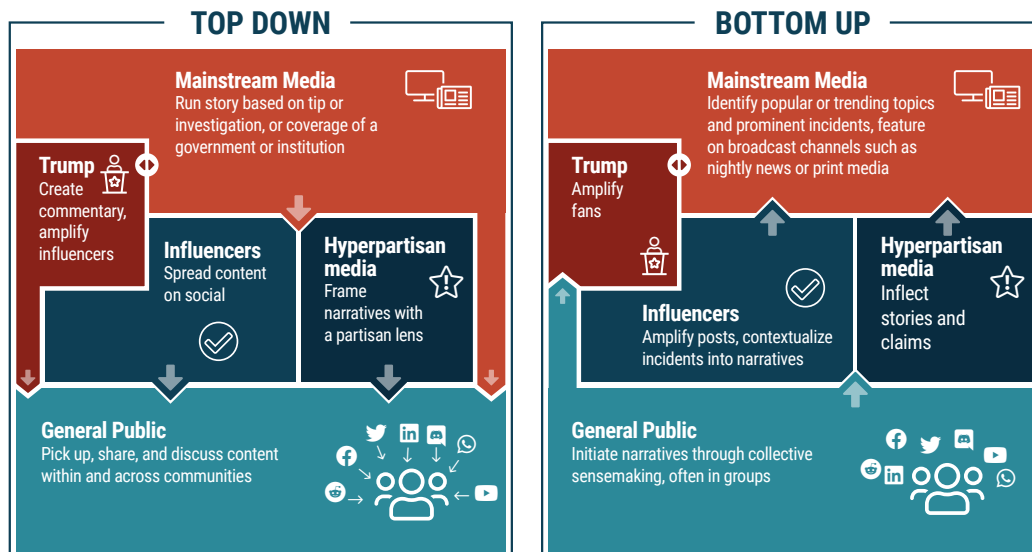 TOP DOWN
Mainstream Media
Run story based on tip or
investigation, or coverage of a
government or institution
Trump
Create
commentary,
amplify
influencers
Influencers
Spread content
on social
Hyperpartisan
media
Frame
narratives with
a partisan lens
General Public
Pick up, share, and discuss content
within and across communities
BOTTOM UP
Mainstream Media
Identify popular or trending topics
and prominent incidents, feature
on broadcast channels such as
nightly news or print media
Trump
Amplify
fans
Influencers
Amplify posts, contextualize
incidents into narratives
Hyperpartisan
media
Inflect
stories and
claims
General Public
Initiate narratives through collective
sensemaking, often in groups